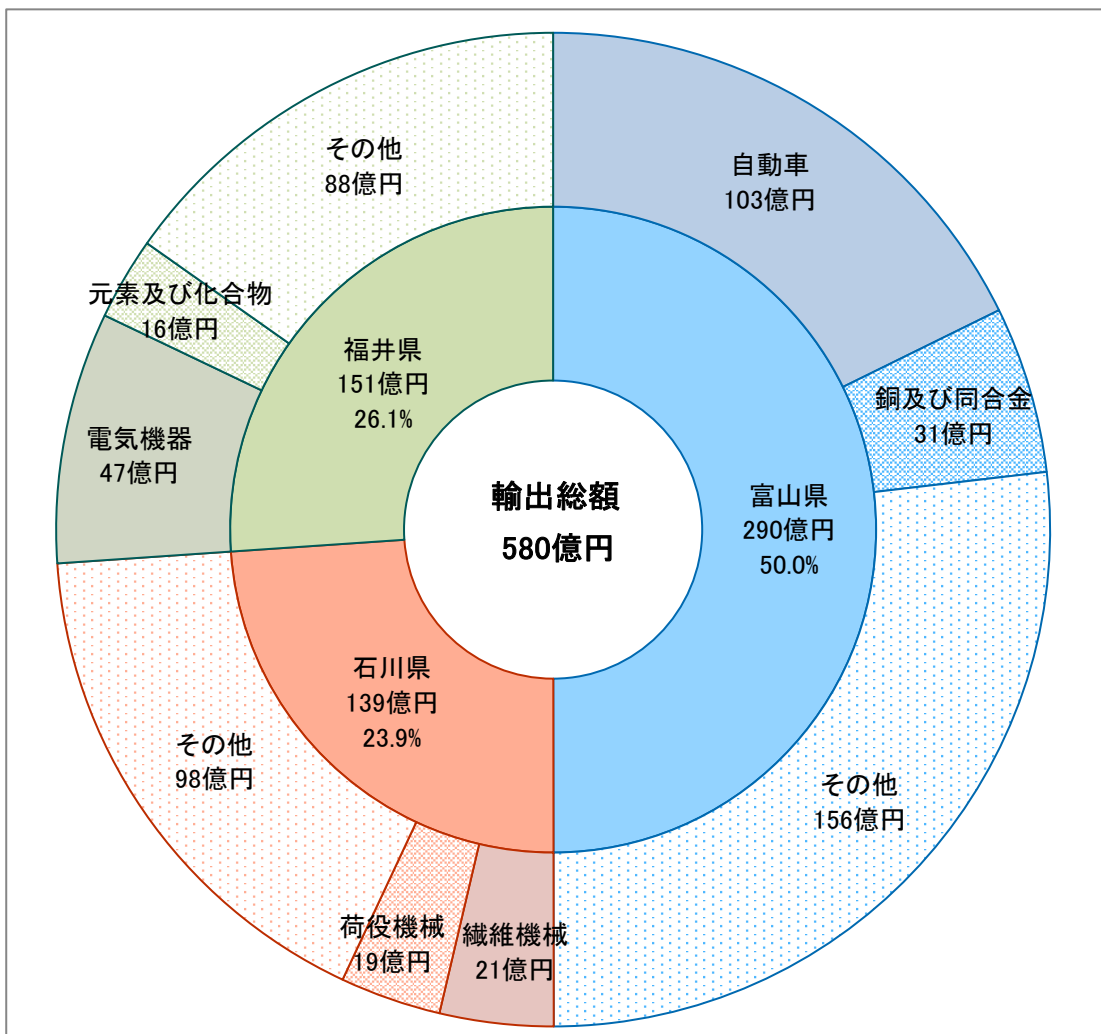 輸出総額
580億円
富山県
290億円
50.0%
自動車
103億円
銅及び同合金
31億円
その他
156億円
石川県
139億円
23.9%
繊維機械
21億円
荷役機械
19億円
その他
98億円
福井県
151億円
26.1%
電気機器
47億円
元素及び化合物
16億円
その他
88億円